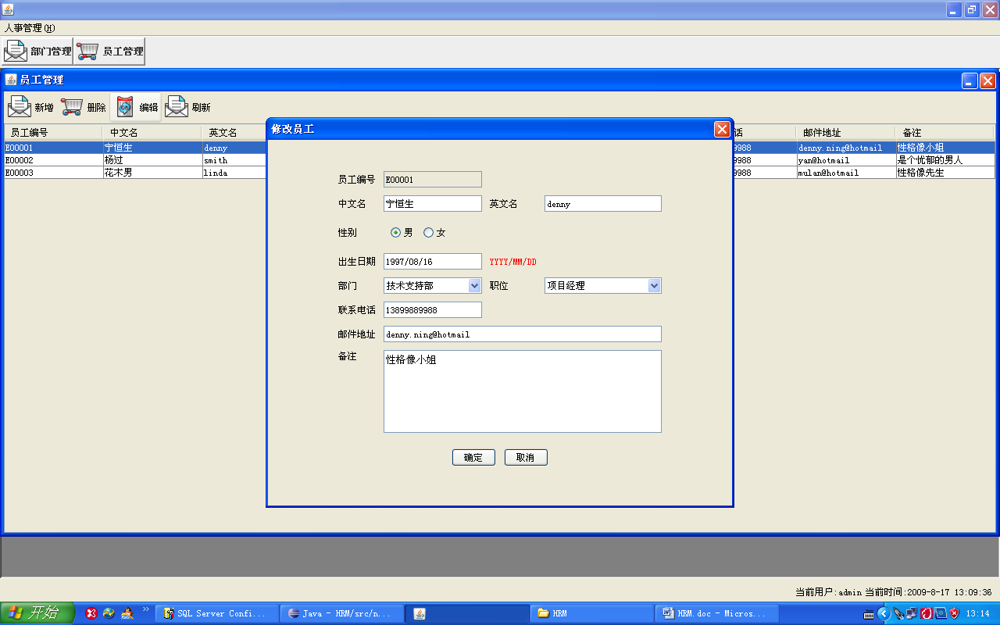 人事管理(H)
部门管理 员工管理
员工管理
新增 删除 编辑 刷新
员工编号 中文名 英文名 话 邮件地址 备注
E00001 宁恒生 denny 9988 denny.ning@hotmail 性格像小姐
E00002 杨过 smith 9988 yan@hotmail 是个忧郁的男人
E00003 花木男 linda 9988 mulan@hotmail 性格像先生
修改员工
员工编号 E00001
中文名 宁恒生 英文名 denny
性别 男 女
出生日期 1997/08/16 YYYY/MM/DD
部门 技术支持部 职位 项目经理
联系电话 13899889988
邮件地址 denny.ning@hotmail
备注 性格像小姐
确定 取消
当前用户:admin 当前时间:2009-8-17 13:09:36
开始 SQL Server Confi... Java - HRM/src/n... HRM HRM.doc - Micros... 13:14